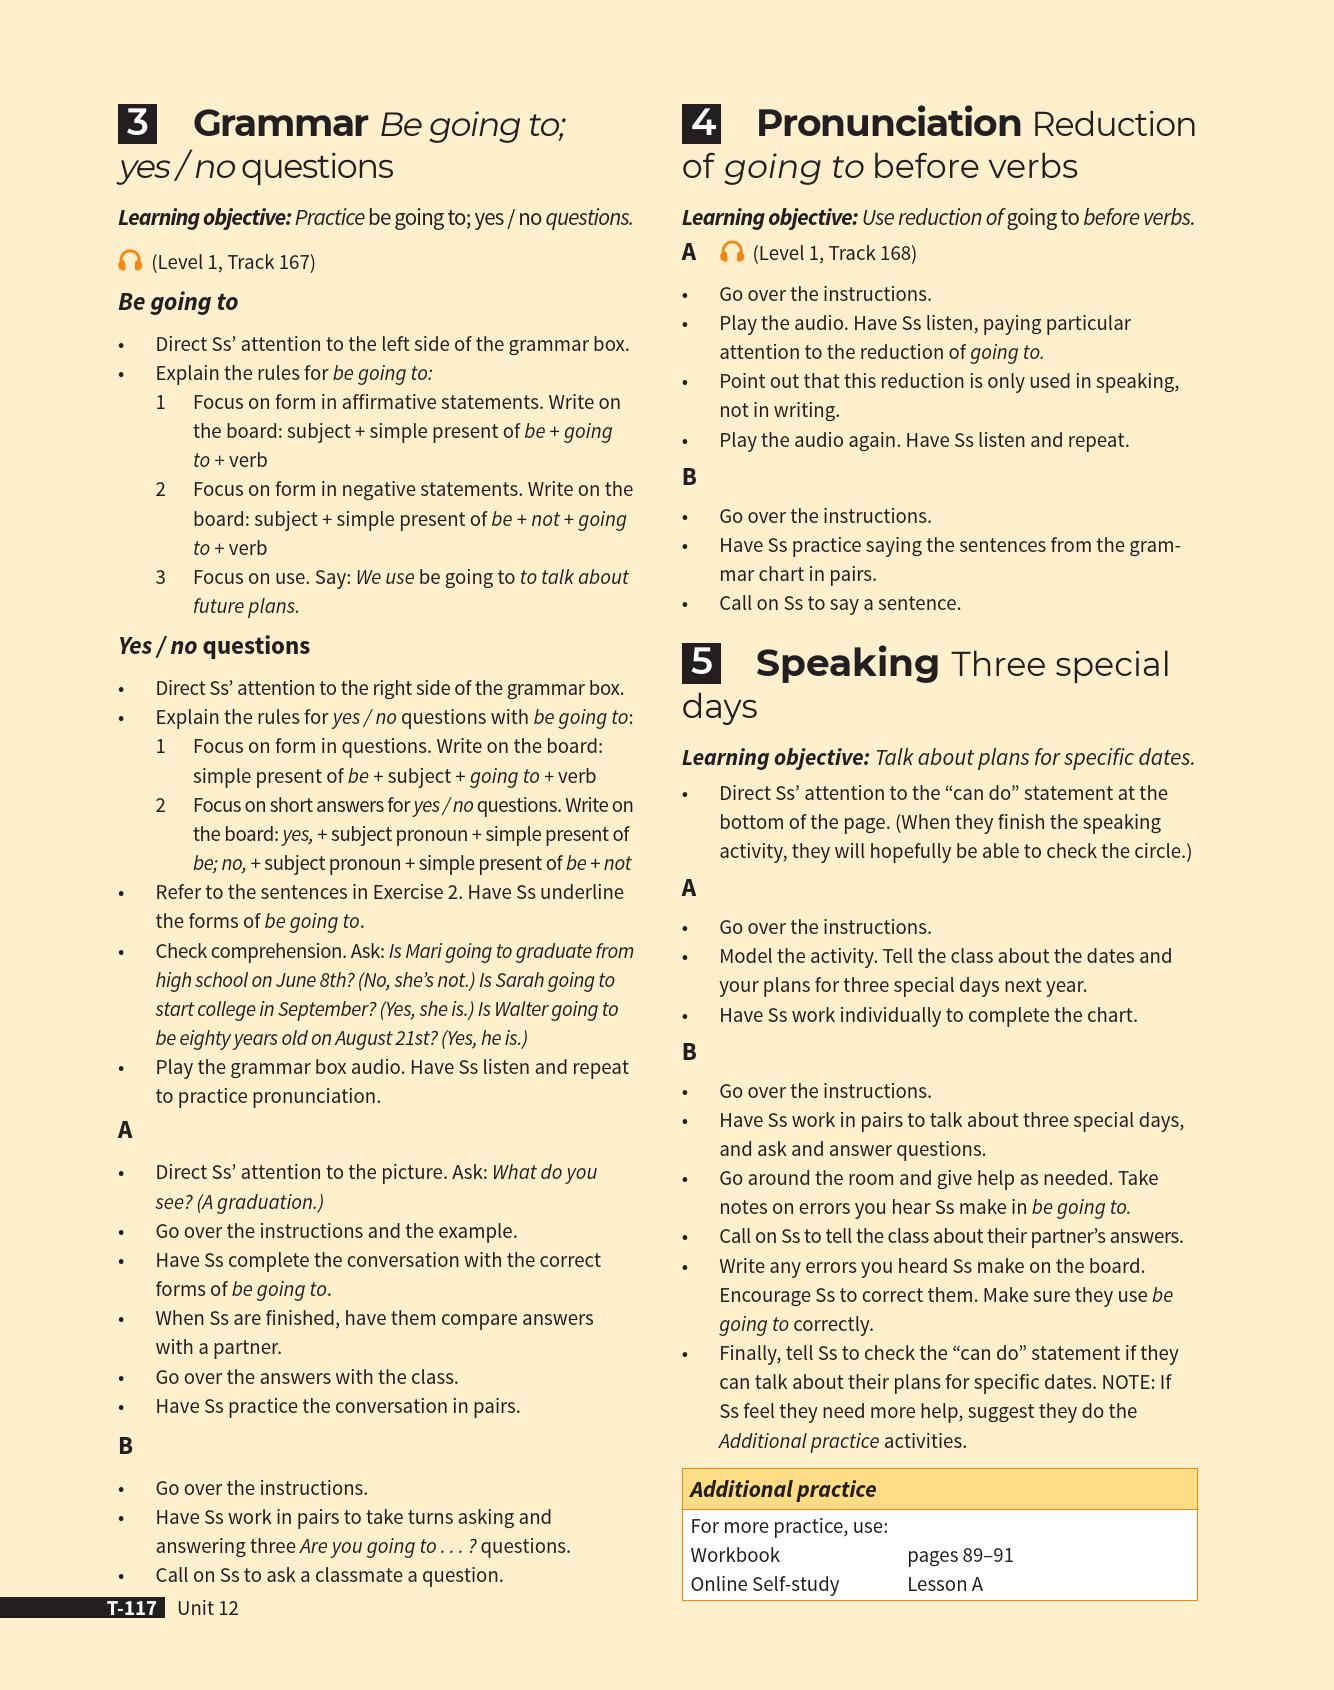 3 Grammar Be going to;
yes / no questions
Learning objective: Practice be going to; yes / no questions.
(Level 1, Track 167)
Be going to
• Direct Ss’ attention to the left side of the grammar box.
• Explain the rules for be going to:
1 Focus on form in affirmative statements. Write on
the board: subject + simple present of be + going
to + verb
2 Focus on form in negative statements. Write on the
board: subject + simple present of be + not + going
to + verb
3 Focus on use. Say: We use be going to to talk about
future plans.
Yes / no questions
• Direct Ss’ attention to the right side of the grammar box.
• Explain the rules for yes / no questions with be going to:
1 Focus on form in questions. Write on the board:
simple present of be + subject + going to + verb
2 Focus on short answers for yes / no questions. Write on
the board: yes, + subject pronoun + simple present of
be; no, + subject pronoun + simple present of be + not
• Refer to the sentences in Exercise 2. Have Ss underline
the forms of be going to.
• Check comprehension. Ask: Is Mari going to graduate from
high school on June 8th? (No, she’s not.) Is Sarah going to
start college in September? (Yes, she is.) Is Walter going to
be eighty years old on August 21st? (Yes, he is.)
• Play the grammar box audio. Have Ss listen and repeat
to practice pronunciation.
A
• Direct Ss’ attention to the picture. Ask: What do you
see? (A graduation.)
• Go over the instructions and the example.
• Have Ss complete the conversation with the correct
forms of be going to.
• When Ss are finished, have them compare answers
with a partner.
• Go over the answers with the class.
• Have Ss practice the conversation in pairs.
B
• Go over the instructions.
• Have Ss work in pairs to take turns asking and
answering three Are you going to . . . ? questions.
• Call on Ss to ask a classmate a question.
4 Pronunciation Reduction
of going to before verbs
Learning objective: Use reduction of going to before verbs.
A (Level 1, Track 168)
• Go over the instructions.
• Play the audio. Have Ss listen, paying particular
attention to the reduction of going to.
• Point out that this reduction is only used in speaking,
not in writing.
• Play the audio again. Have Ss listen and repeat.
B
• Go over the instructions.
• Have Ss practice saying the sentences from the gram-
mar chart in pairs.
• Call on Ss to say a sentence.
5 Speaking Three special
days
Learning objective: Talk about plans for specific dates.
• Direct Ss’ attention to the “can do” statement at the
bottom of the page. (When they finish the speaking
activity, they will hopefully be able to check the circle.)
A
• Go over the instructions.
• Model the activity. Tell the class about the dates and
your plans for three special days next year.
• Have Ss work individually to complete the chart.
B
• Go over the instructions.
• Have Ss work in pairs to talk about three special days,
and ask and answer questions.
• Go around the room and give help as needed. Take
notes on errors you hear Ss make in be going to.
• Call on Ss to tell the class about their partner’s answers.
• Write any errors you heard Ss make on the board.
Encourage Ss to correct them. Make sure they use be
going to correctly.
• Finally, tell Ss to check the “can do” statement if they
can talk about their plans for specific dates. NOTE: If
Ss feel they need more help, suggest they do the
Additional practice activities.
Additional practice
For more practice, use:
Workbook pages 89–91
Online Self-study Lesson A
T-117 Unit 12